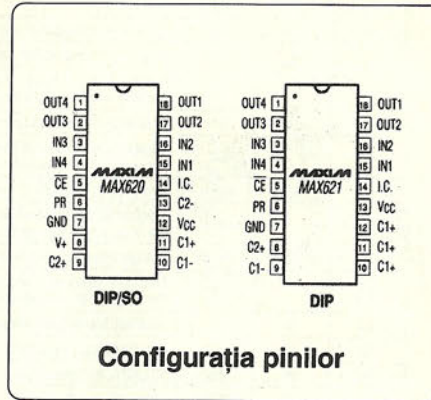 OUT4 1 18 OUT1
OUT3 2 17 OUT2
IN3 3 16 IN2
IN4 4 15 IN1
CE 5 14 I.C.
PR 6 13 C2-
GND 7 12 Vcc
V+ 8 11 C1+
C2+ 9 10 C1-
MAXIM
MAX620
DIP/SO
OUT4 1 18 OUT1
OUT3 2 17 OUT2
IN3 3 16 IN2
IN4 4 15 IN1
CE 5 14 I.C.
PR 6 13 Vcc
GND 7 12 C1+
C2+ 8 11 C1+
C1- 9 10 C1+
MAXIM
MAX621
DIP
Configurația pinilor